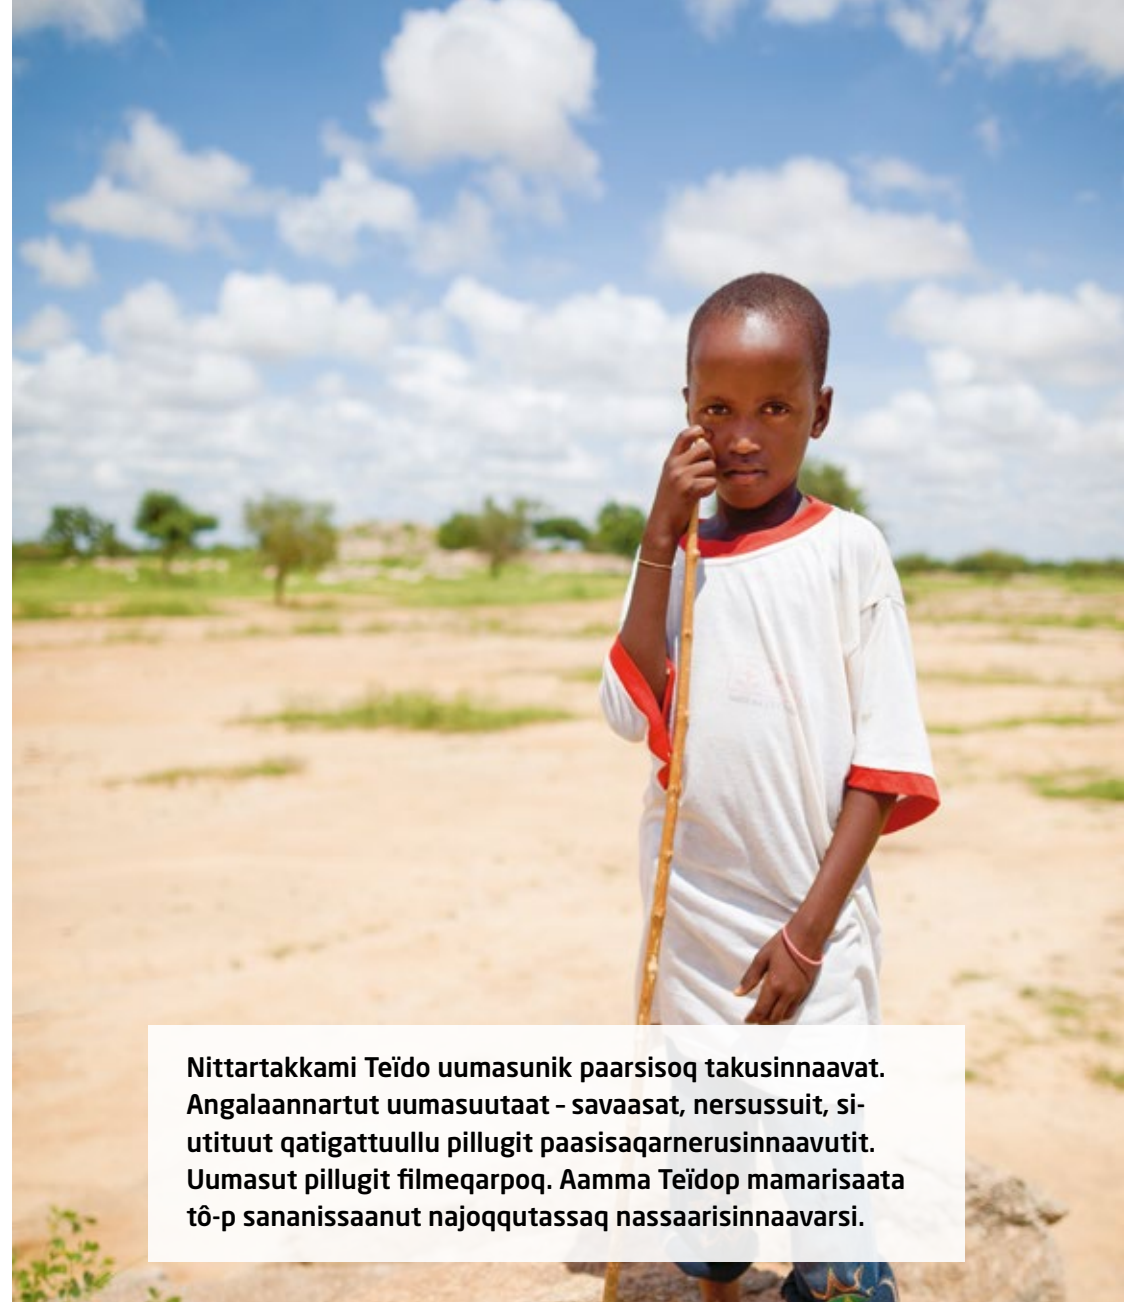 Nittartakkami Teïdo uumasunik paarsisoq takusinnaavat.
Angalaannartut uumasuutaat – savaasat, nersussuit, si-
utituut qatigattuullu pillugit paasisaqarnerusinnaavutit.
Uumasut pillugit filmeqarpoq. Aamma Teïdop mamarisaata
tô-p sananissaanut najoqqutassaq nassaarisinnaavarsi.